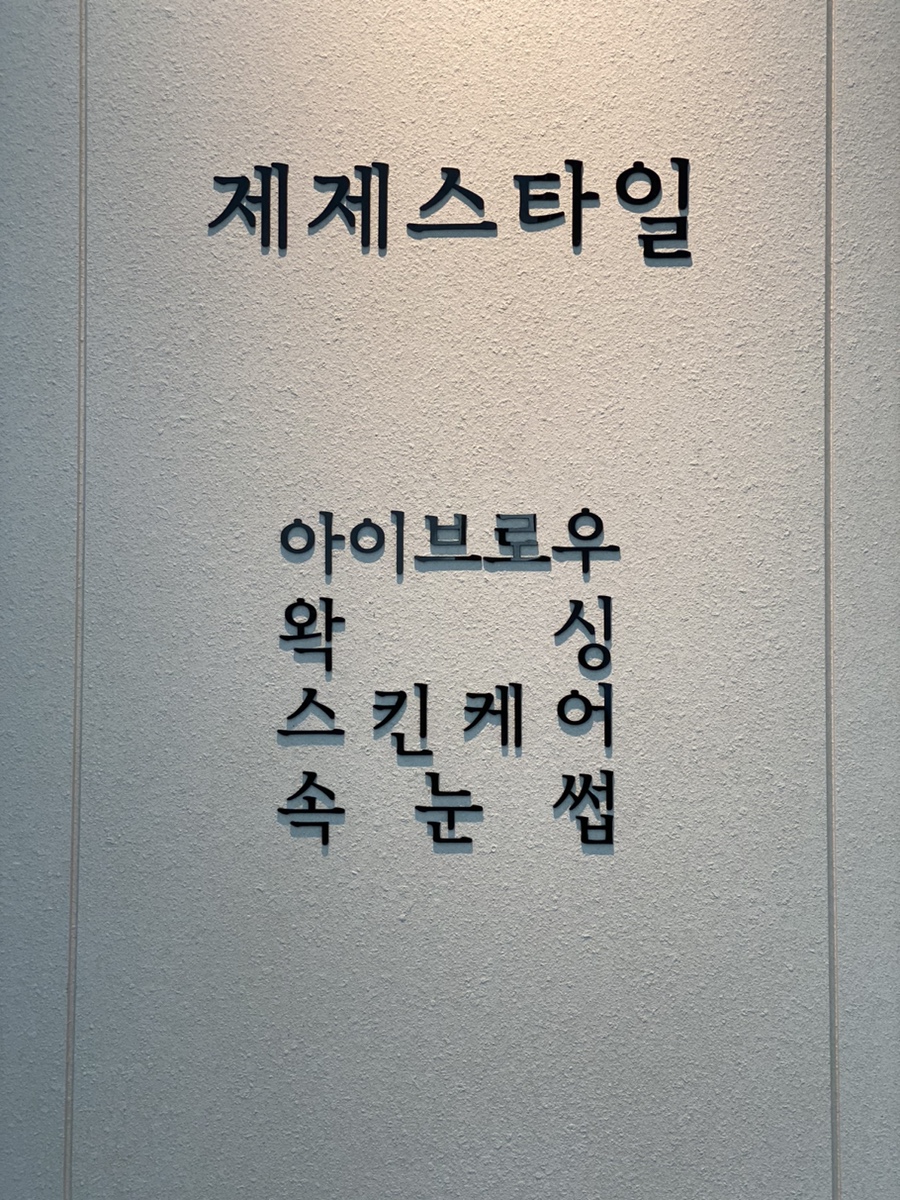 제제스타일
아이브로우
왁싱
스킨케어
속눈썹